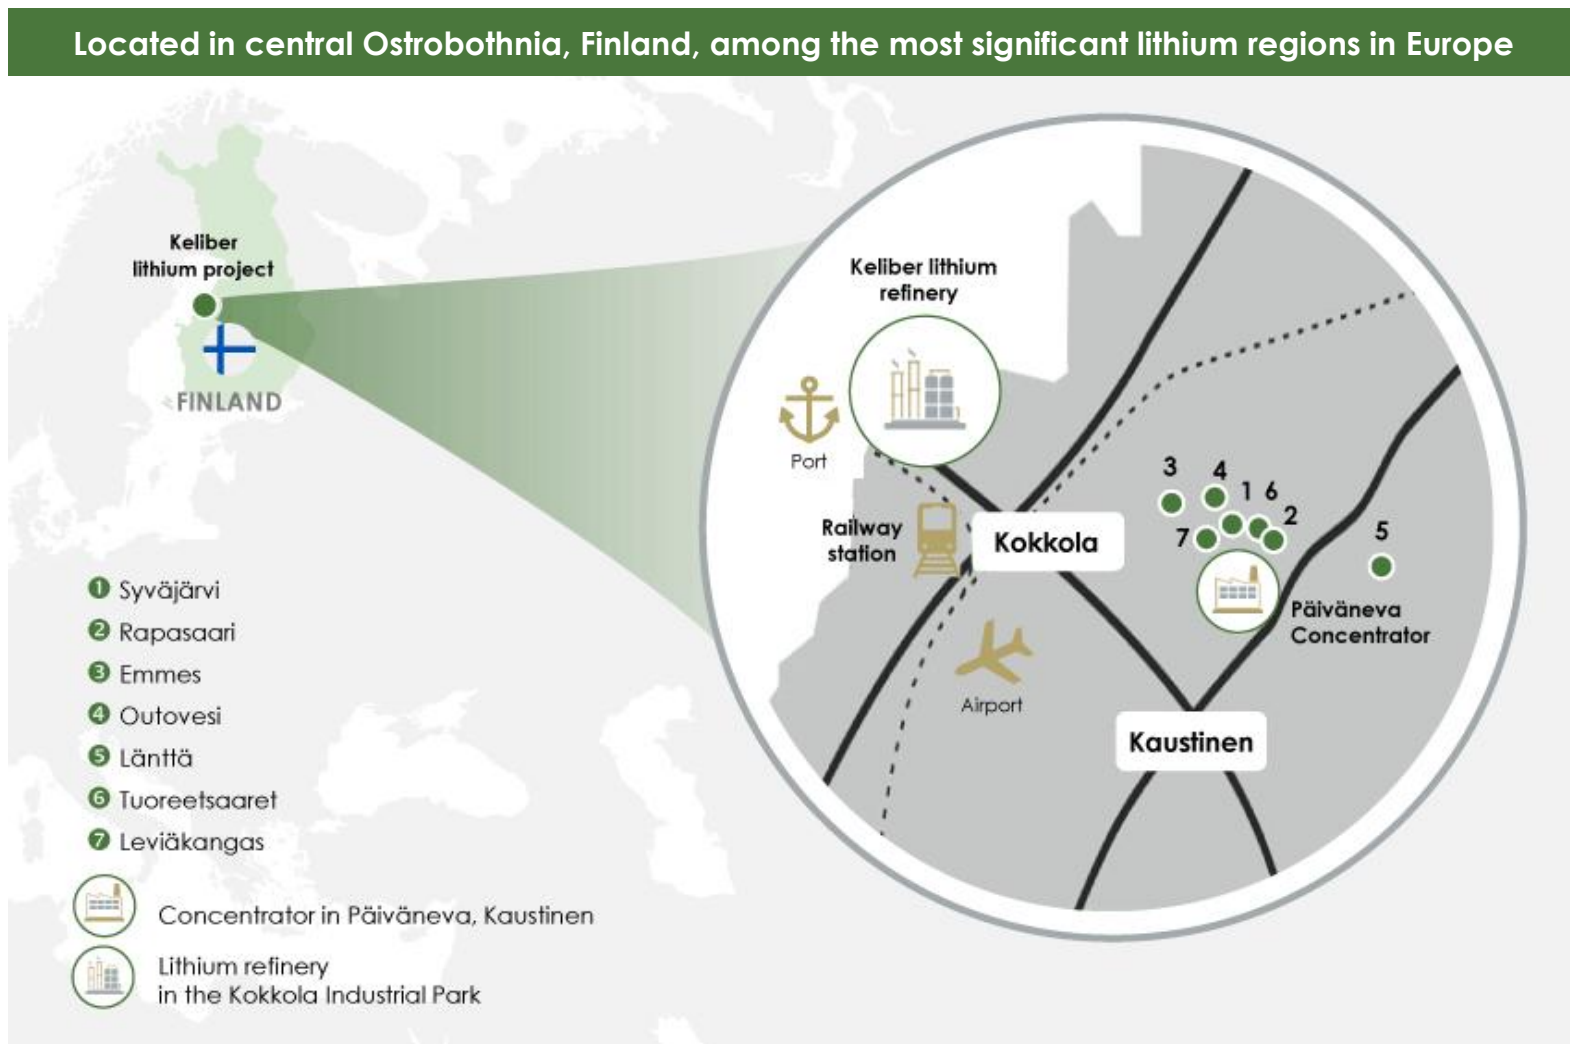 Located in central Ostrobothnia, Finland, among the most significant lithium regions in Europe
Keliber
lithium project
FINLAND
Keliber lithium
refinery
Port
Railway
station
Kokkola
Airport
3
4
1
6
2
7
5
Päiväneva
Concentrator
Kaustinen
1 Syväjärvi
2 Rapasaari
3 Emmes
4 Outovesi
5 Länttä
6 Tuoreetsaaret
7 Leviäkangas
Concentrator in Päiväneva, Kaustinen
Lithium refinery
in the Kokkola Industrial Park